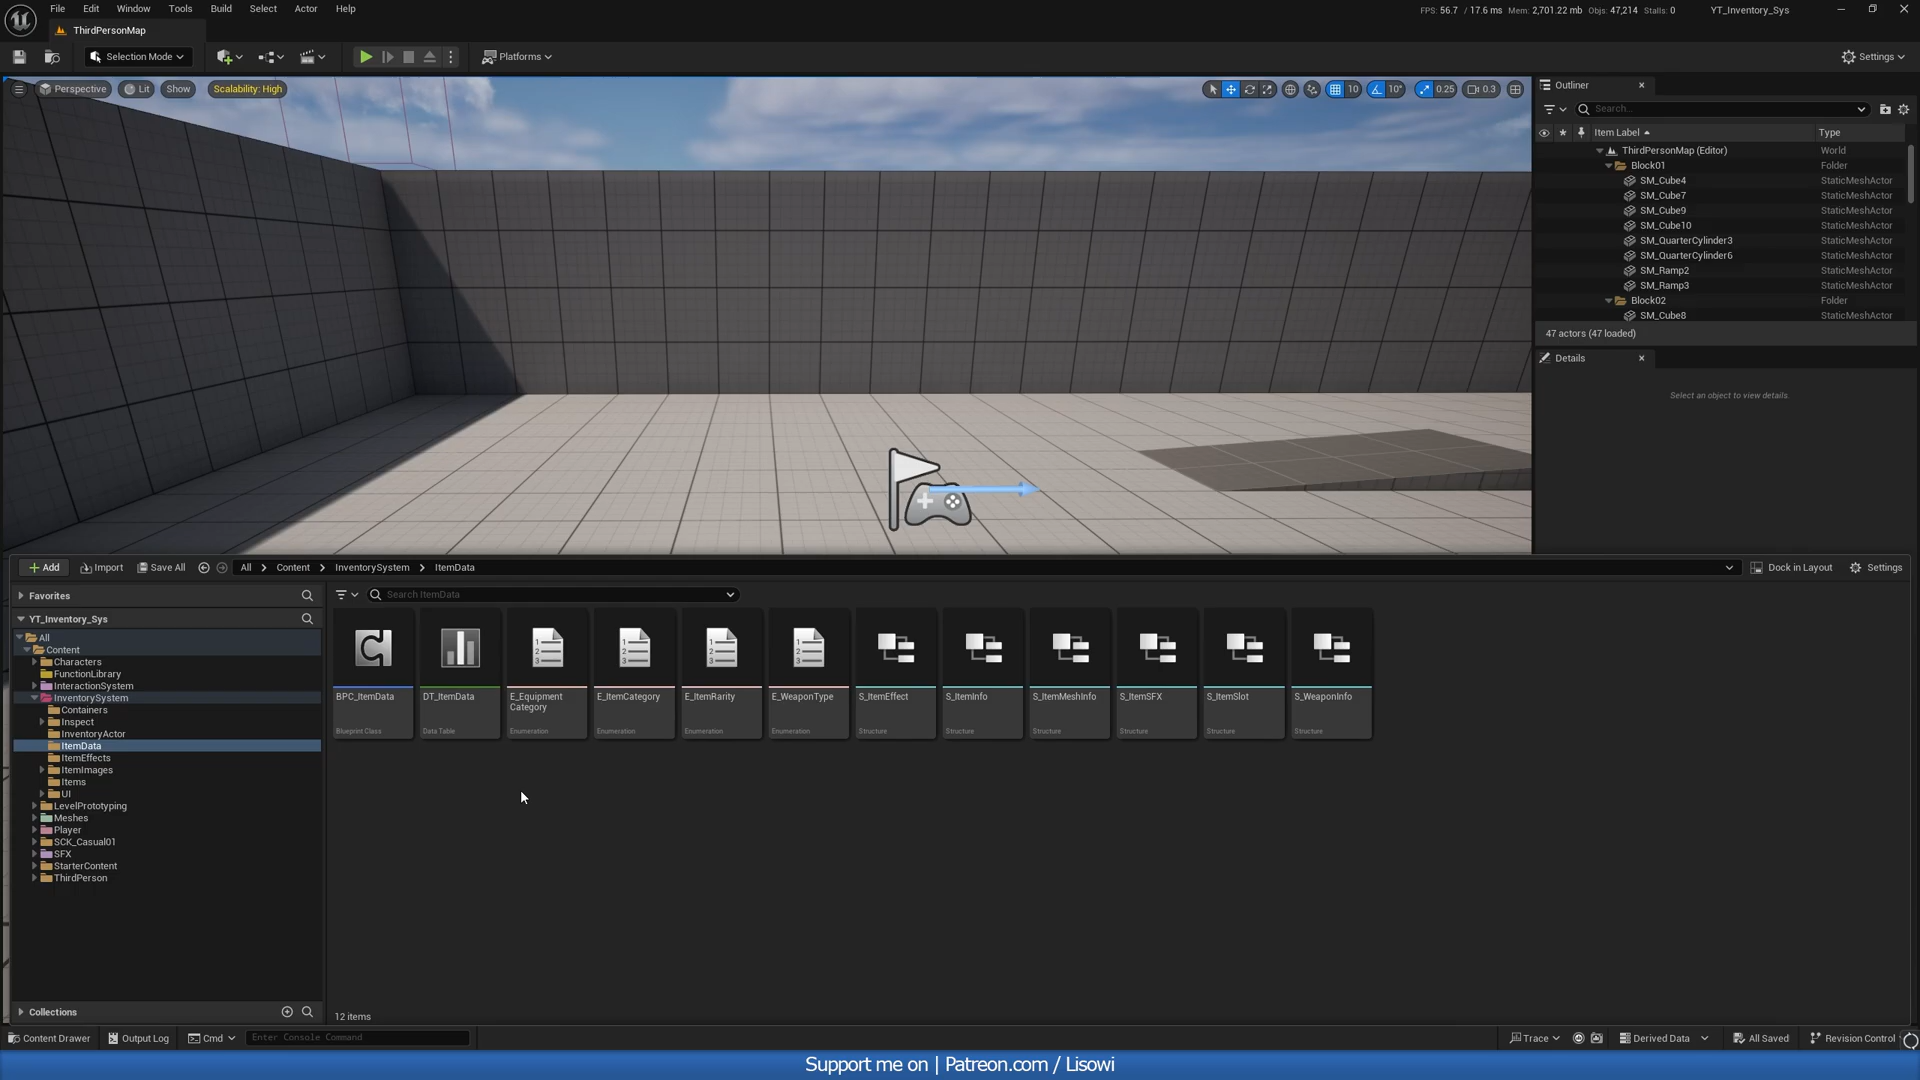 File Edit Window Tools Build Select Actor Help
FPS: 56.7 / 17.6 ms Mem: 2,701.22 mb Objs: 47,214 Stalls: 0 YT_Inventory_Sys
ThirdPersonMap
Selection Mode Platforms Settings
Perspective Lit Show Scalability: High 10 10° 0.25 0.3
Outliner
Search...
Item Label Type
ThirdPersonMap (Editor) World
Block01 Folder
SM_Cube4 StaticMeshActor
SM_Cube7 StaticMeshActor
SM_Cube9 StaticMeshActor
SM_Cube10 StaticMeshActor
SM_QuarterCylinder3 StaticMeshActor
SM_QuarterCylinder6 StaticMeshActor
SM_Ramp2 StaticMeshActor
SM_Ramp3 StaticMeshActor
Block02 Folder
SM_Cube8 StaticMeshActor
47 actors (47 loaded)
Details
Select an object to view details.
Add Import Save All All Content InventorySystem ItemData Dock in Layout Settings
Favorites
YT_Inventory_Sys
All
Content
Characters
FunctionLibrary
InteractionSystem
InventorySystem
Containers
Inspect
InventoryActor
ItemData
ItemEffects
ItemImages
Items
UI
LevelPrototyping
Meshes
Player
SCK_Casual01
SFX
StarterContent
ThirdPerson
Collections
Search ItemData
BPC_ItemData
Blueprint Class
DT_ItemData
Data Table
E_Equipment
Category
Enumeration
E_ItemCategory
Enumeration
E_ItemRarity
Enumeration
E_WeaponType
Enumeration
S_ItemEffect
Structure
S_ItemInfo
Structure
S_ItemMeshInfo
Structure
S_ItemSFX
Structure
S_ItemSlot
Structure
S_WeaponInfo
Structure
12 items
Content Drawer Output Log Cmd Enter Console Command Trace Derived Data All Saved Revision Control
Support me on | Patreon.com / Lisowi